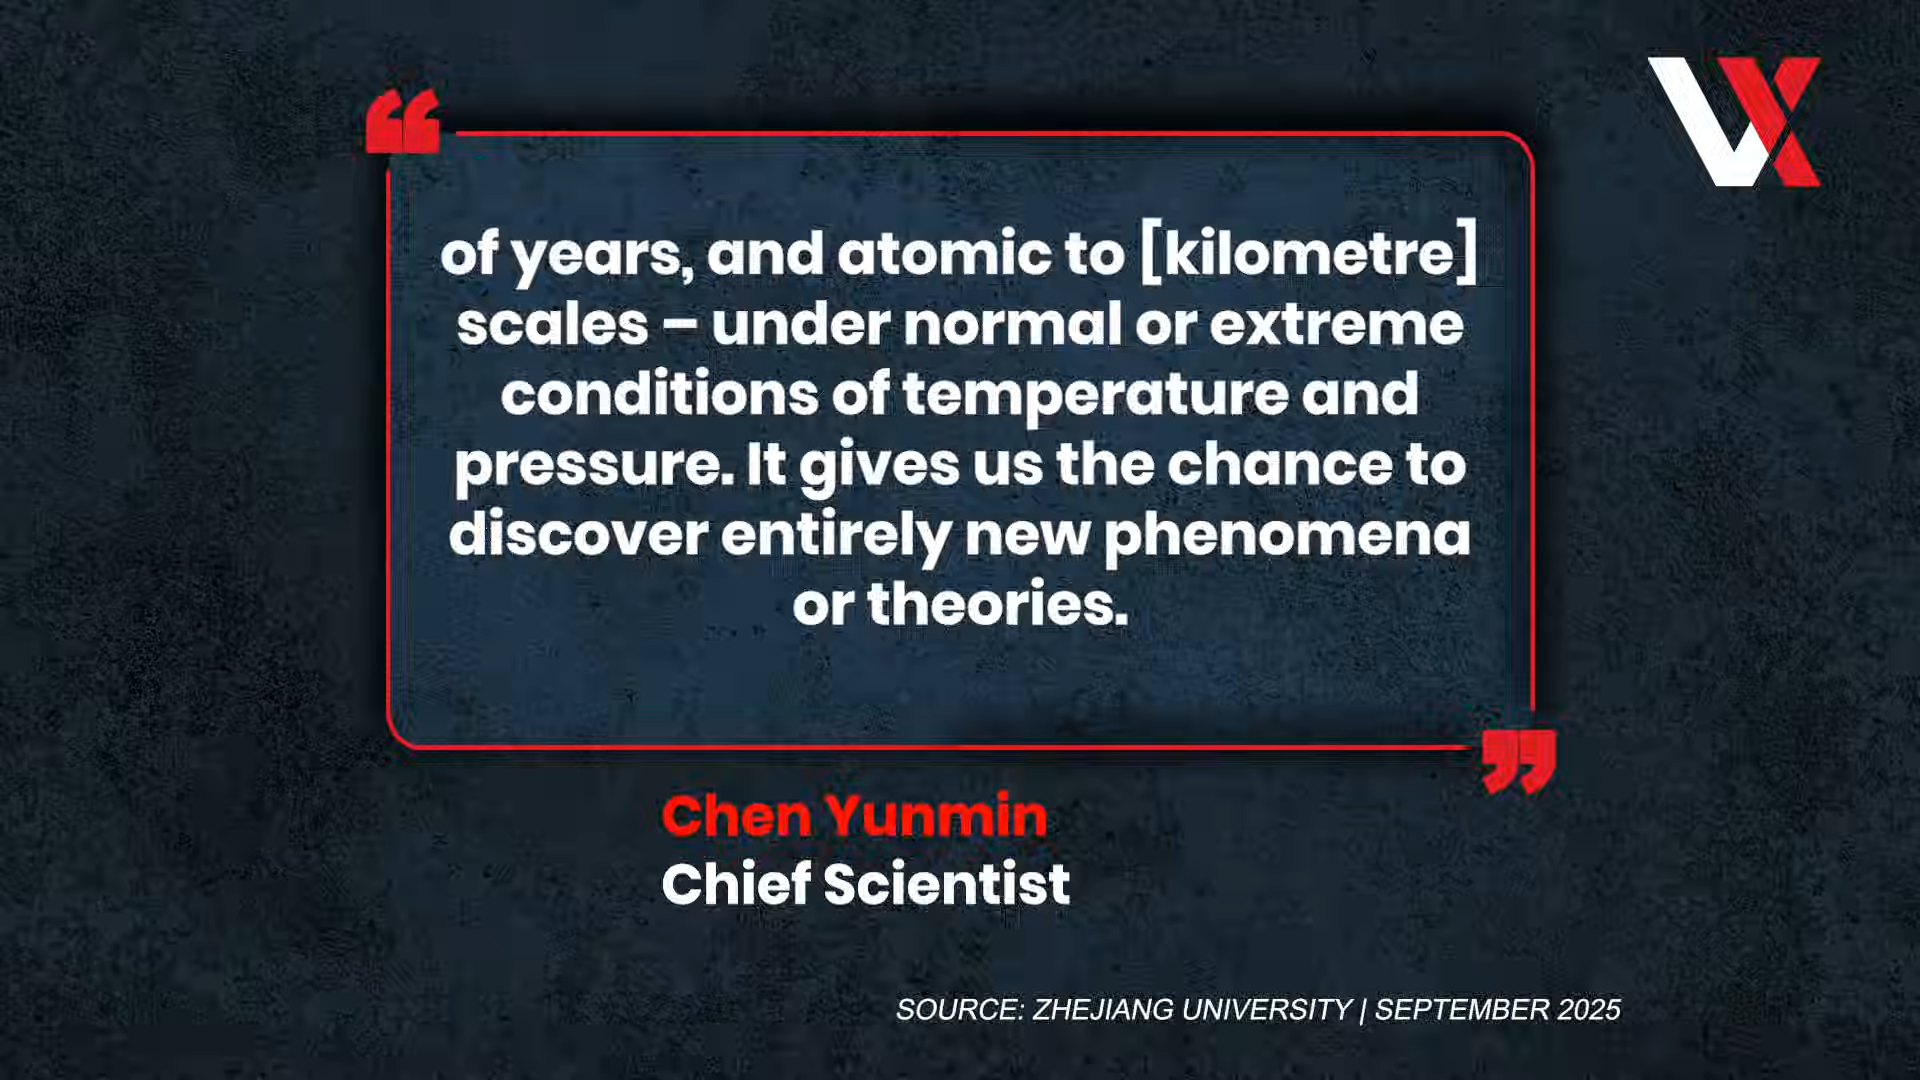 of years, and atomic to [kilometre]
scales – under normal or extreme
conditions of temperature and
pressure. It gives us the chance to
discover entirely new phenomena
or theories.
Chen Yunmin
Chief Scientist
SOURCE: ZHEJIANG UNIVERSITY | SEPTEMBER 2025